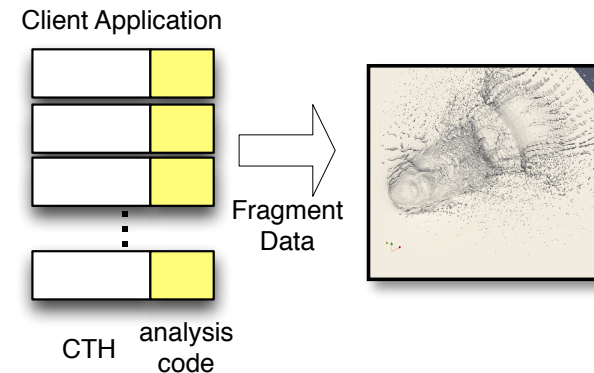 Client Application
Fragment
Data
CTH
analysis
code